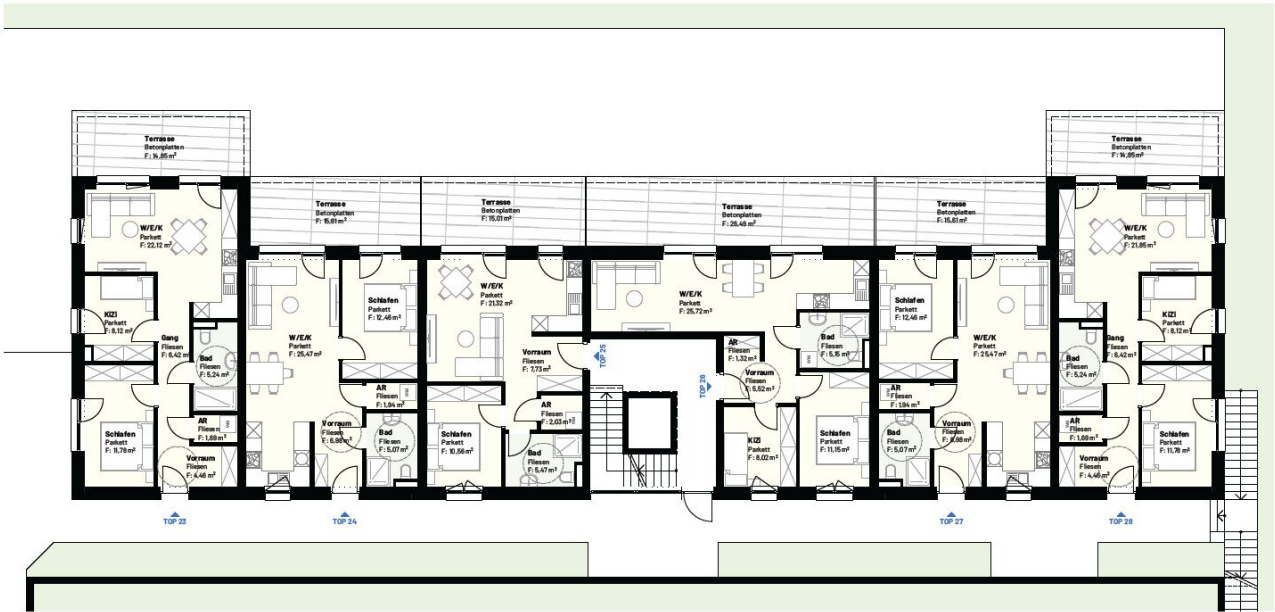 Terrasse
Betonplatten
F: 14,85 m²
W/E/K
Parkett
F: 22,12 m²
KIZI
Parkett
F: 8,12 m²
Gang
Fliesen
F: 6,42 m²
Bad
Fliesen
F: 5,24 m²
AR
Fliesen
F: 1,69 m²
Schlafen
Parkett
F: 11,78 m²
Vorraum
Fliesen
F: 4,46 m²
TOP 23
Terrasse
Betonplatten
F: 15,61 m²
W/E/K
Parkett
F: 25,47 m²
Schlafen
Parkett
F: 12,46 m²
AR
Fliesen
F: 1,94 m²
Vorraum
Fliesen
F: 6,98 m²
Bad
Fliesen
F: 5,07 m²
TOP 24
Terrasse
Betonplatten
F: 15,01 m²
W/E/K
Parkett
F: 21,32 m²
Vorraum
Fliesen
F: 7,73 m²
AR
Fliesen
F: 2,03 m²
Schlafen
Parkett
F: 10,56 m²
Bad
Fliesen
F: 5,47 m²
TOP 25
Terrasse
Betonplatten
F: 26,49 m²
W/E/K
Parkett
F: 25,72 m²
AR
Fliesen
F: 1,32 m²
Bad
Fliesen
F: 5,15 m²
Vorraum
Fliesen
F: 5,52 m²
KIZI
Parkett
F: 8,02 m²
Schlafen
Parkett
F: 11,15 m²
TOP 26
Terrasse
Betonplatten
F: 15,61 m²
Schlafen
Parkett
F: 12,46 m²
W/E/K
Parkett
F: 25,47 m²
AR
Fliesen
F: 1,94 m²
Bad
Fliesen
F: 5,07 m²
Vorraum
Fliesen
F: 6,98 m²
TOP 27
Terrasse
Betonplatten
F: 14,85 m²
W/E/K
Parkett
F: 21,85 m²
KIZI
Parkett
F: 8,12 m²
Gang
Fliesen
F: 6,42 m²
Bad
Fliesen
F: 5,24 m²
AR
Fliesen
F: 1,69 m²
Schlafen
Parkett
F: 11,78 m²
Vorraum
Fliesen
F: 4,46 m²
TOP 28